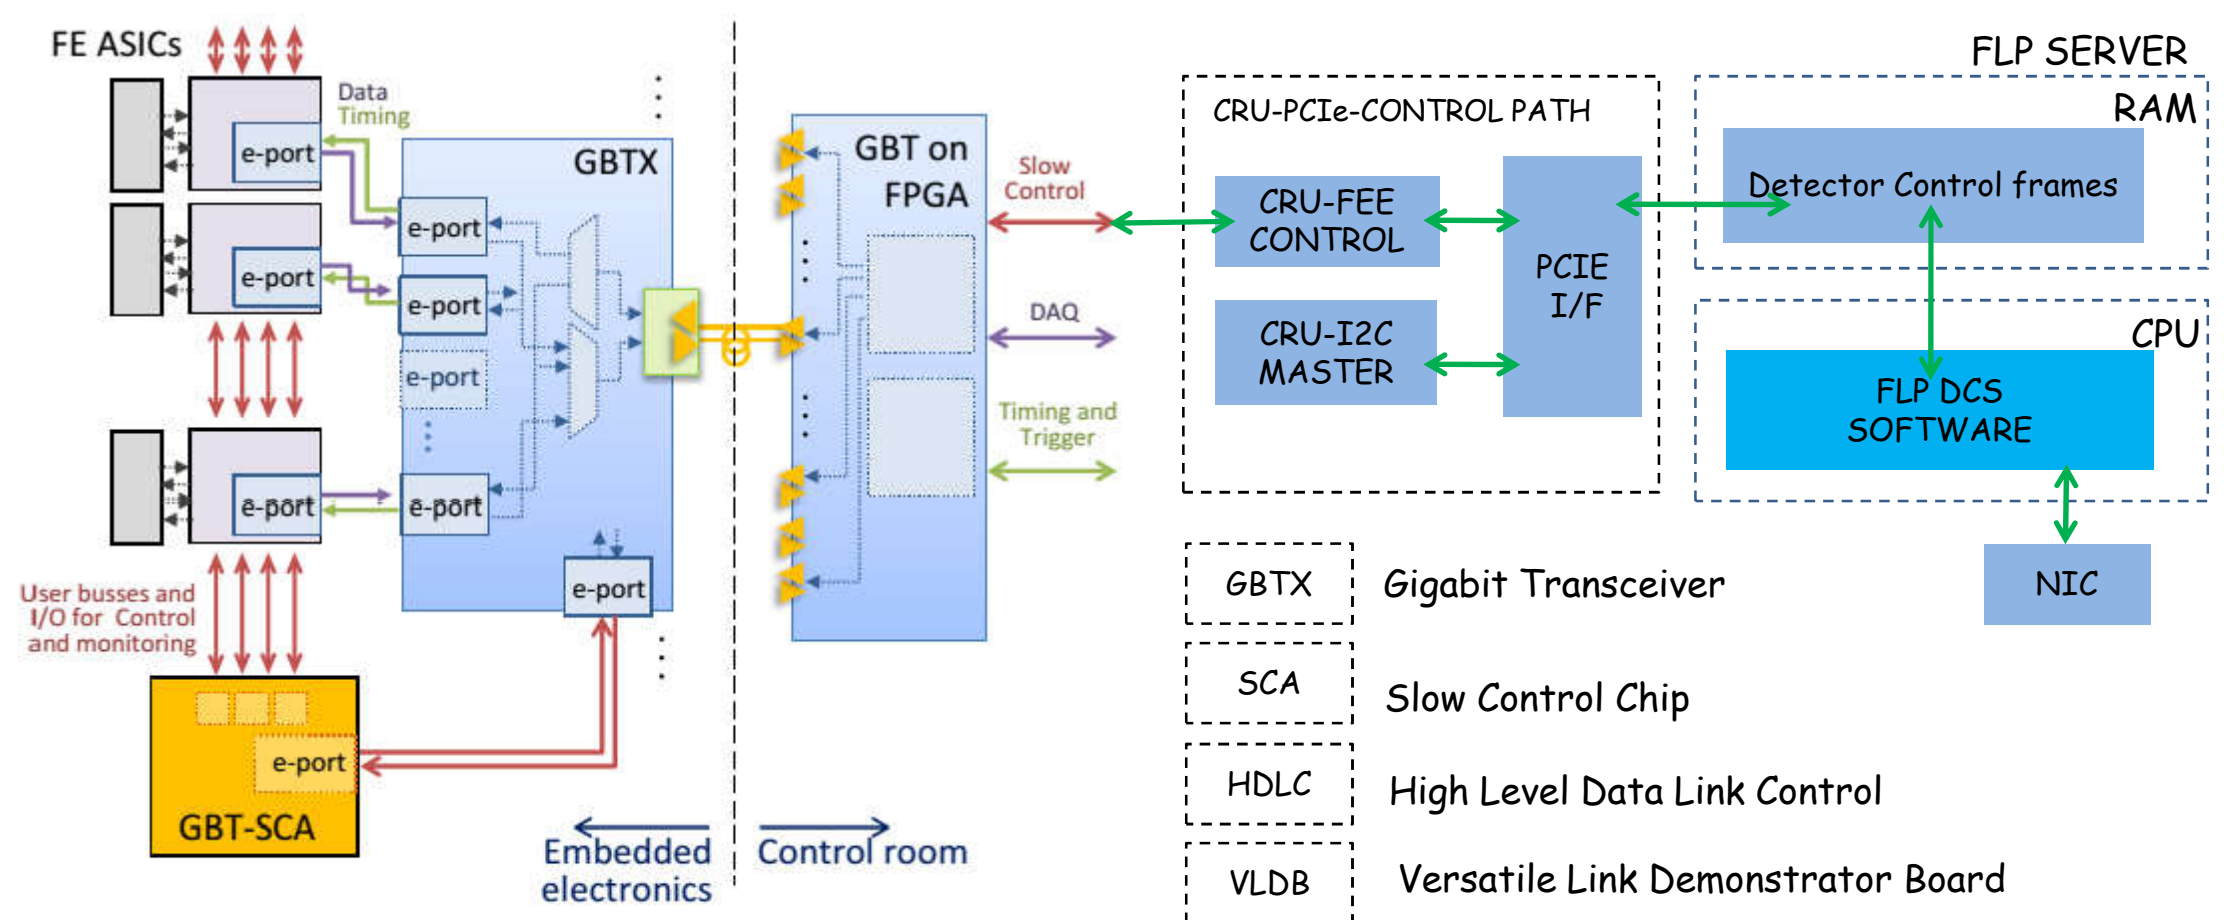 FE ASICs
Data
Timing
e-port
e-port
e-port
User busses and
I/O for Control
and monitoring
e-port
GBT-SCA
GBTX
e-port
e-port
e-port
e-port
e-port
Embedded
electronics
Control room
GBT on
FPGA
Slow
Control
DAQ
Timing and
Trigger
CRU-PCIe-CONTROL PATH
CRU-FEE
CONTROL
CRU-I2C
MASTER
PCIE
I/F
FLP SERVER
RAM
Detector Control frames
CPU
FLP DCS
SOFTWARE
NIC
GBTX Gigabit Transceiver
SCA Slow Control Chip
HDLC High Level Data Link Control
VLDB Versatile Link Demonstrator Board